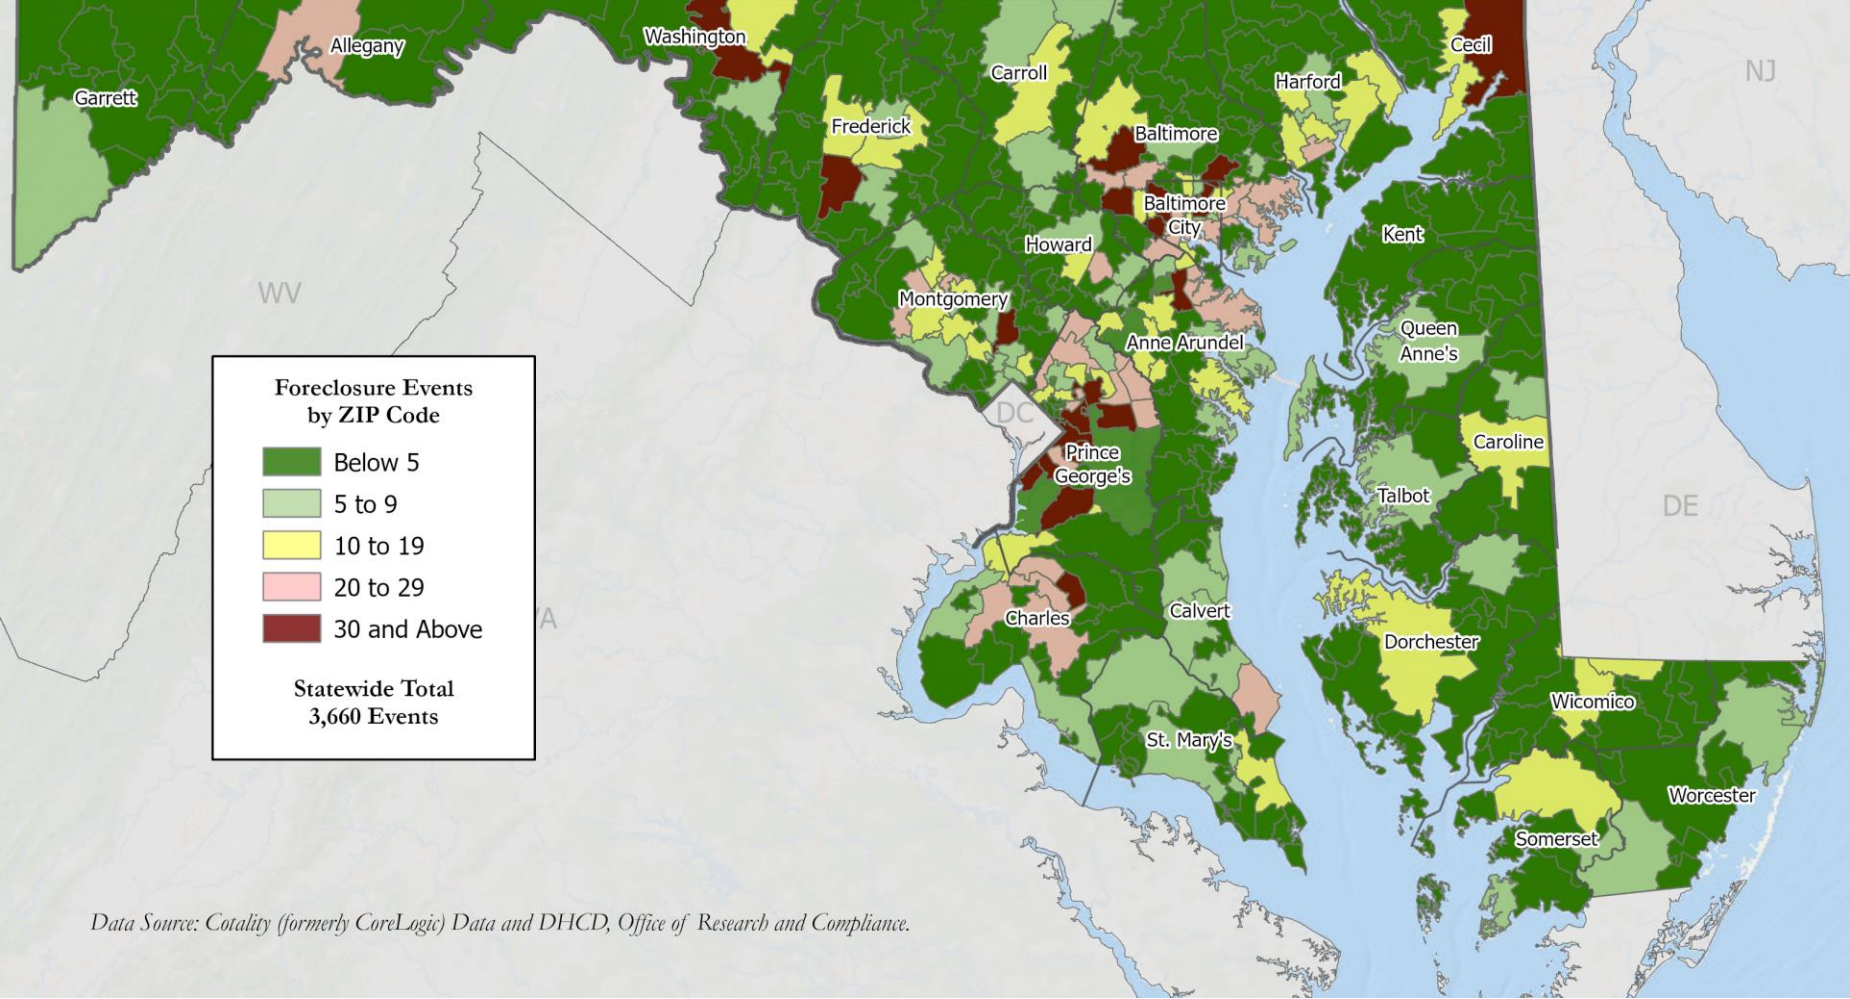 Washington
Allegany
Garrett
Carroll
Cecil
Harford
NJ
Frederick
Baltimore
Baltimore
City
Kent
Howard
WV
Montgomery
Queen
Anne's
Anne Arundel
DC
Caroline
Prince
George's
Talbot
DE
Charles
Calvert
Dorchester
Wicomico
St. Mary's
Worcester
Somerset
Foreclosure Events
by ZIP Code
Below 5
5 to 9
10 to 19
20 to 29
30 and Above
Statewide Total
3,660 Events
Data Source: Cotality (formerly CoreLogic) Data and DHCD, Office of Research and Compliance.